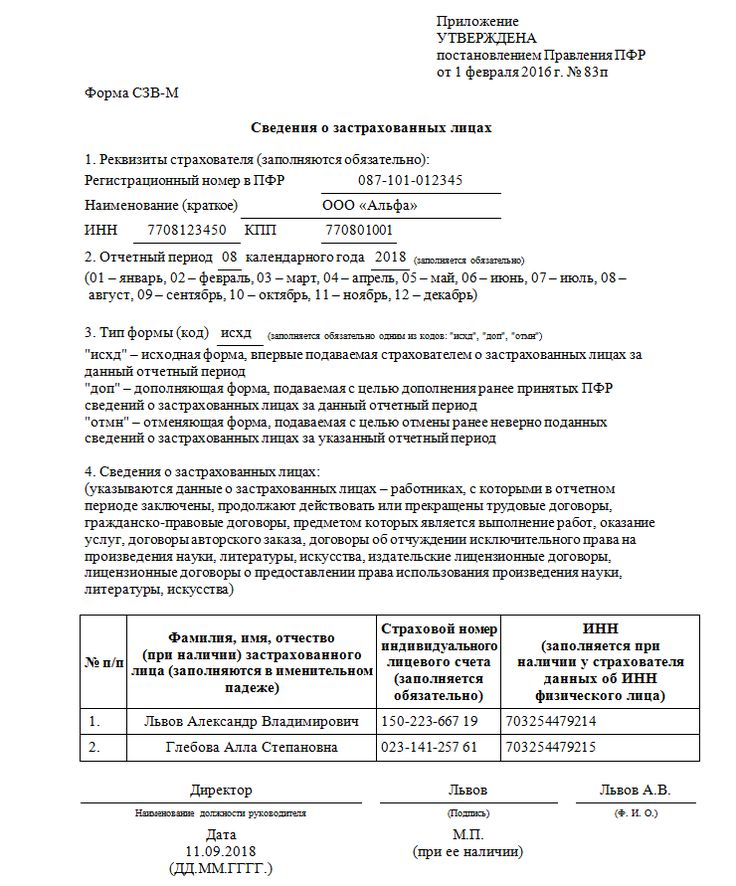 Приложение
УТВЕРЖДЕНА
постановлением Правления ПФР
от 1 февраля 2016 г. № 83п
Форма СЗВ-М
Сведения о застрахованных лицах
1. Реквизиты страхователя (заполняются обязательно):
Регистрационный номер в ПФР 087-101-012345
Наименование (краткое) ООО «Альфа»
ИНН 7708123450 КПП 770801001
2. Отчетный период 08 календарного года 2018 (заполняется обязательно)
(01 – январь, 02 – февраль, 03 – март, 04 – апрель, 05 – май, 06 – июнь, 07 – июль, 08 –
август, 09 – сентябрь, 10 – октябрь, 11 – ноябрь, 12 – декабрь)
3. Тип формы (код) исхд (заполняется обязательно одним из кодов: "исхд", "доп", "отмн")
"исхд" – исходная форма, впервые подаваемая страхователем о застрахованных лицах за
данный отчетный период
"доп" – дополняющая форма, подаваемая с целью дополнения ранее принятых ПФР
сведений о застрахованных лицах за данный отчетный период
"отмн" – отменяющая форма, подаваемая с целью отмены ранее неверно поданных
сведений о застрахованных лицах за указанный отчетный период
4. Сведения о застрахованных лицах:
(указываются данные о застрахованных лицах – работниках, с которыми в отчетном
периоде заключены, продолжают действовать или прекращены трудовые договоры,
гражданско-правовые договоры, предметом которых является выполнение работ, оказание
услуг, договоры авторского заказа, договоры об отчуждении исключительного права на
произведения науки, литературы, искусства, издательские лицензионные договоры,
лицензионные договоры о предоставлении права использования произведения науки,
литературы, искусства)
№ п/п
Фамилия, имя, отчество
(при наличии) застрахованного
лица (заполняются в именительном
падеже)
Страховой номер
индивидуального
лицевого счета
(заполняется
обязательно)
ИНН
(заполняется при
наличии у страхователя
данных об ИНН
физического лица)
1. Львов Александр Владимирович 150-223-667 19 703254479214
2. Глебова Алла Степановна 023-141-257 61 703254479215
Директор Львов Львов А.В.
Наименование должности руководителя (Подпись) (Ф. И. О.)
Дата М.П.
11.09.2018 (при ее наличии)
(ДД.ММ.ГГГГ.)